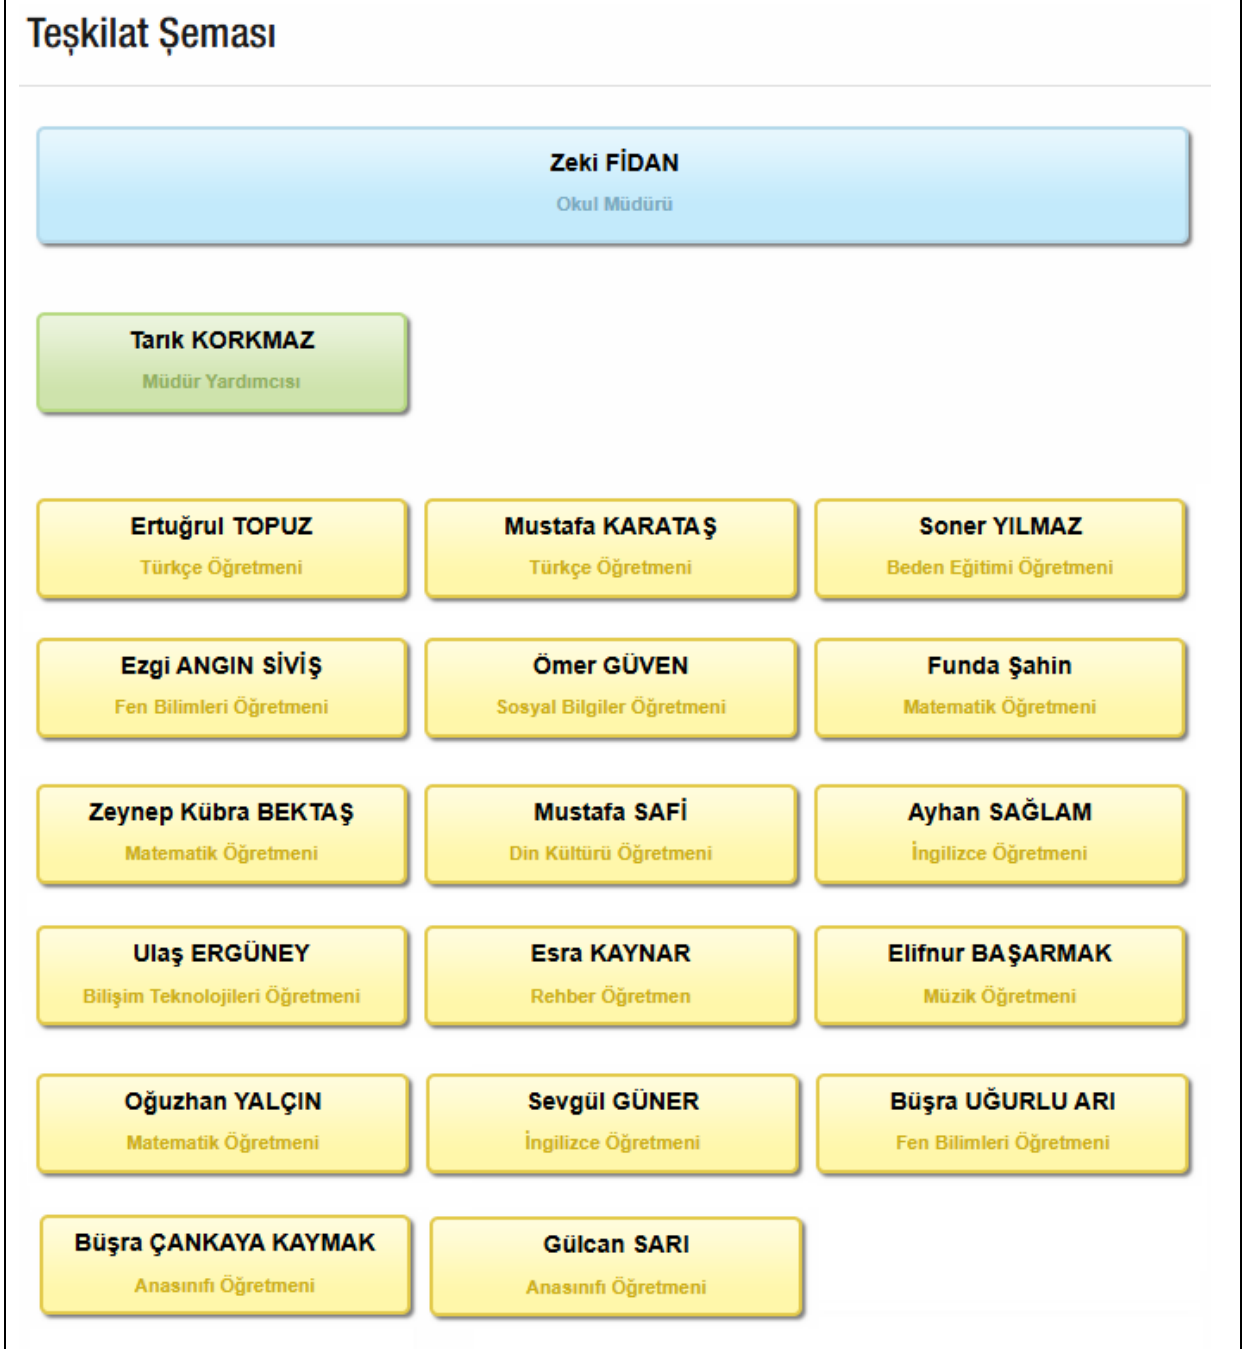 Teşkilat Şeması
Zeki FİDAN
Okul Müdürü
Tarık KORKMAZ
Müdür Yardımcısı
Ertuğrul TOPUZ
Türkçe Öğretmeni
Mustafa KARATAŞ
Türkçe Öğretmeni
Soner YILMAZ
Beden Eğitimi Öğretmeni
Ezgi ANGIN SİVİŞ
Fen Bilimleri Öğretmeni
Ömer GÜVEN
Sosyal Bilgiler Öğretmeni
Funda Şahin
Matematik Öğretmeni
Zeynep Kübra BEKTAŞ
Matematik Öğretmeni
Mustafa SAFİ
Din Kültürü Öğretmeni
Ayhan SAĞLAM
İngilizce Öğretmeni
Ulaş ERGÜNEY
Bilişim Teknolojileri Öğretmeni
Esra KAYNAR
Rehber Öğretmen
Elifnur BAŞARMAK
Müzik Öğretmeni
Oğuzhan YALÇIN
Matematik Öğretmeni
Sevgül GÜNER
İngilizce Öğretmeni
Büşra UĞURLU ARI
Fen Bilimleri Öğretmeni
Büşra ÇANKAYA KAYMAK
Anasınıfı Öğretmeni
Gülcan SARI
Anasınıfı Öğretmeni